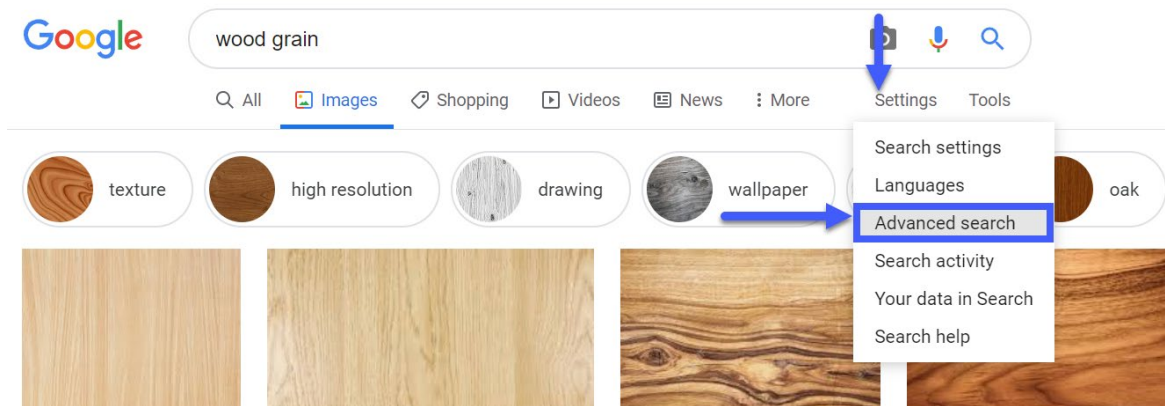 Google
wood grain
All Images Shopping Videos News More Settings Tools
Search settings
texture high resolution drawing wallpaper oak
Languages
Advanced search
Search activity
Your data in Search
Search help